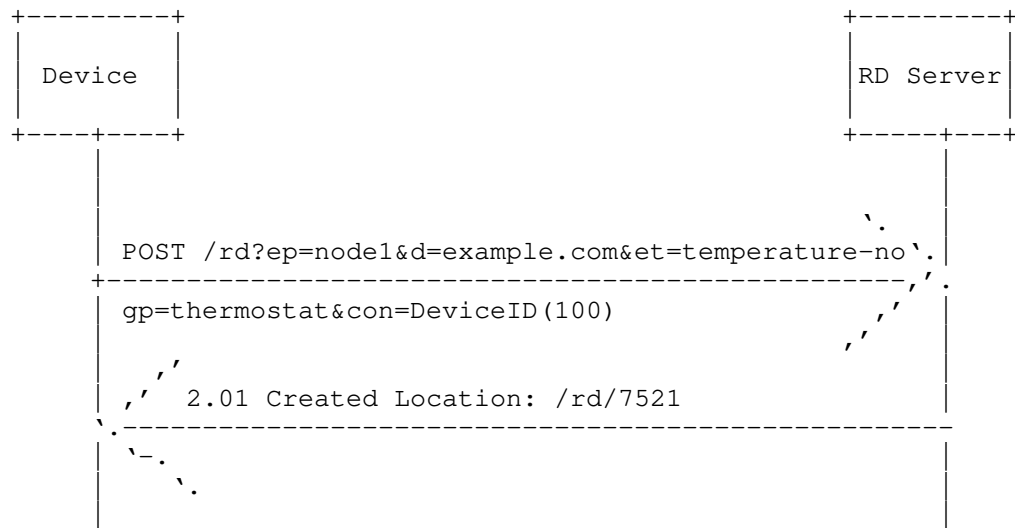 Device
RD Server
POST /rd?ep=node1&d=example.com&et=temperature-no
gp=thermostat&con=DeviceID(100)
2.01 Created Location: /rd/7521